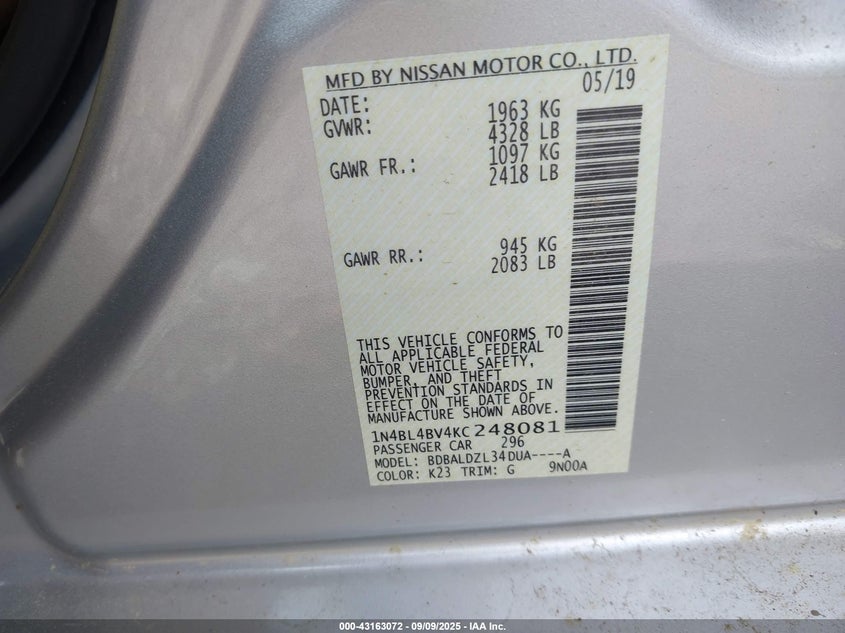 MFD BY NISSAN MOTOR CO., LTD.
DATE: 05/19
GVWR: 1963 KG
4328 LB
GAWR FR.: 1097 KG
2418 LB
GAWR RR.: 945 KG
2083 LB
THIS VEHICLE CONFORMS TO
ALL APPLICABLE FEDERAL
MOTOR VEHICLE SAFETY,
BUMPER, AND THEFT
PREVENTION STANDARDS IN
EFFECT ON THE DATE OF
MANUFACTURE SHOWN ABOVE.
1N4BL4BV4KC248081
PASSENGER CAR 296
MODEL: BDBALDZL34DUA----A
COLOR: K23 TRIM: G 9N00A
000-43163072 - 09/09/2025 - IAA Inc.